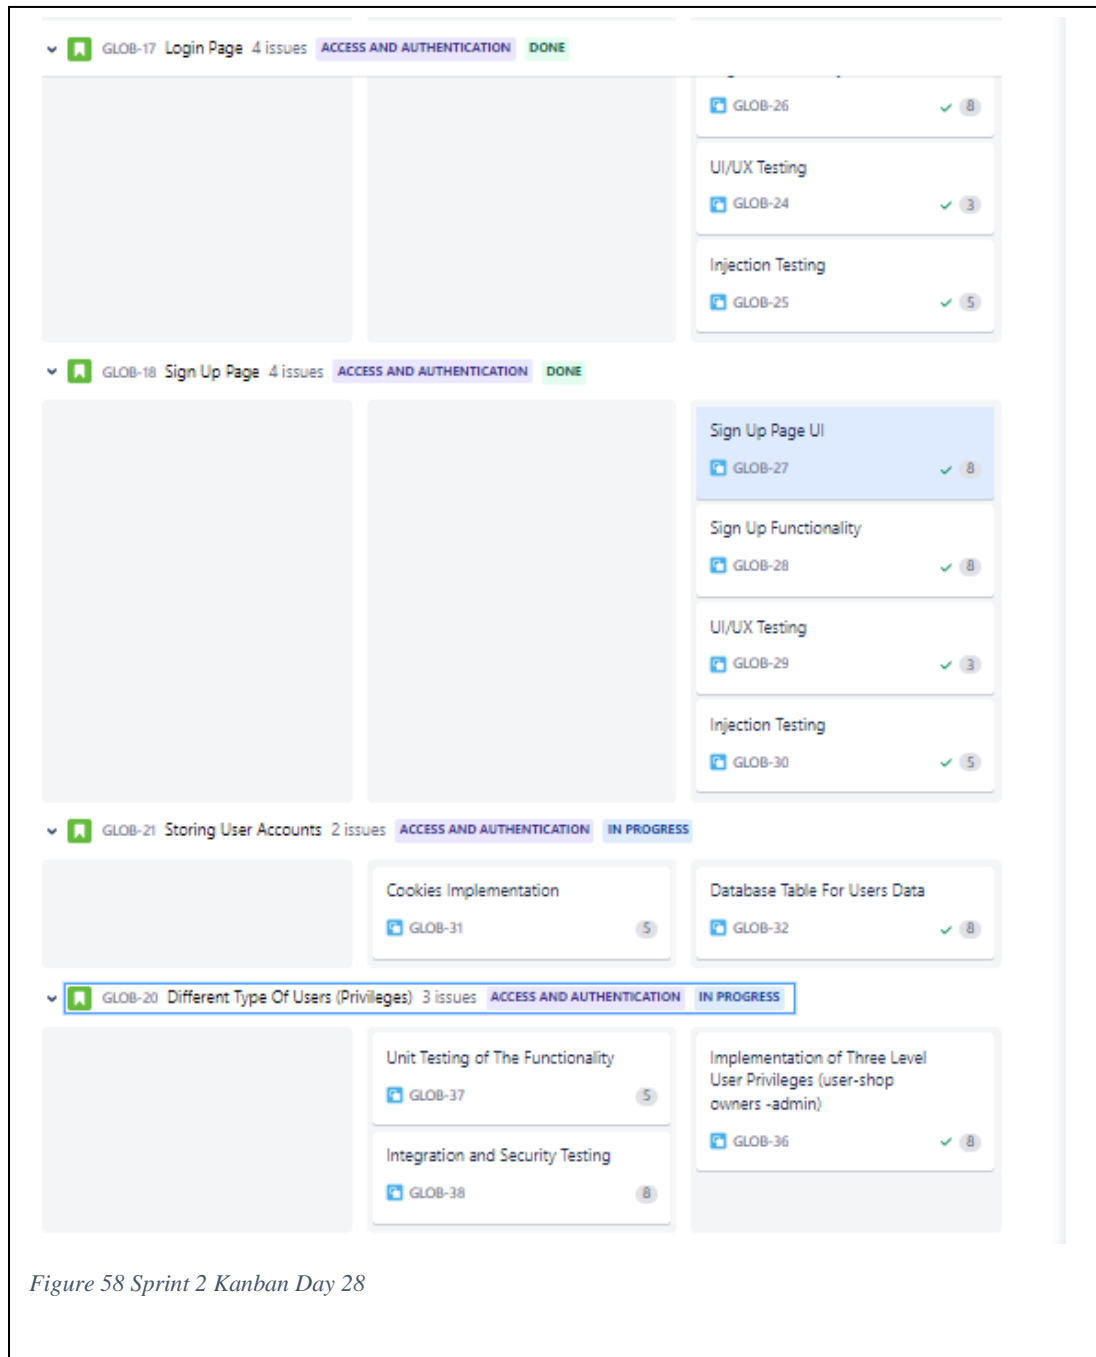 GLOB-17 Login Page 4 issues ACCESS AND AUTHENTICATION DONE
GLOB-26 8
UI/UX Testing
GLOB-24 3
Injection Testing
GLOB-25 5
GLOB-18 Sign Up Page 4 issues ACCESS AND AUTHENTICATION DONE
Sign Up Page UI
GLOB-27 8
Sign Up Functionality
GLOB-28 8
UI/UX Testing
GLOB-29 3
Injection Testing
GLOB-30 5
GLOB-21 Storing User Accounts 2 issues ACCESS AND AUTHENTICATION IN PROGRESS
Cookies Implementation
GLOB-31 5
Database Table For Users Data
GLOB-32 8
GLOB-20 Different Type Of Users (Privileges) 3 issues ACCESS AND AUTHENTICATION IN PROGRESS
Unit Testing of The Functionality
GLOB-37 5
Integration and Security Testing
GLOB-38 8
Implementation of Three Level
User Privileges (user-shop
owners -admin)
GLOB-36 8
Figure 58 Sprint 2 Kanban Day 28